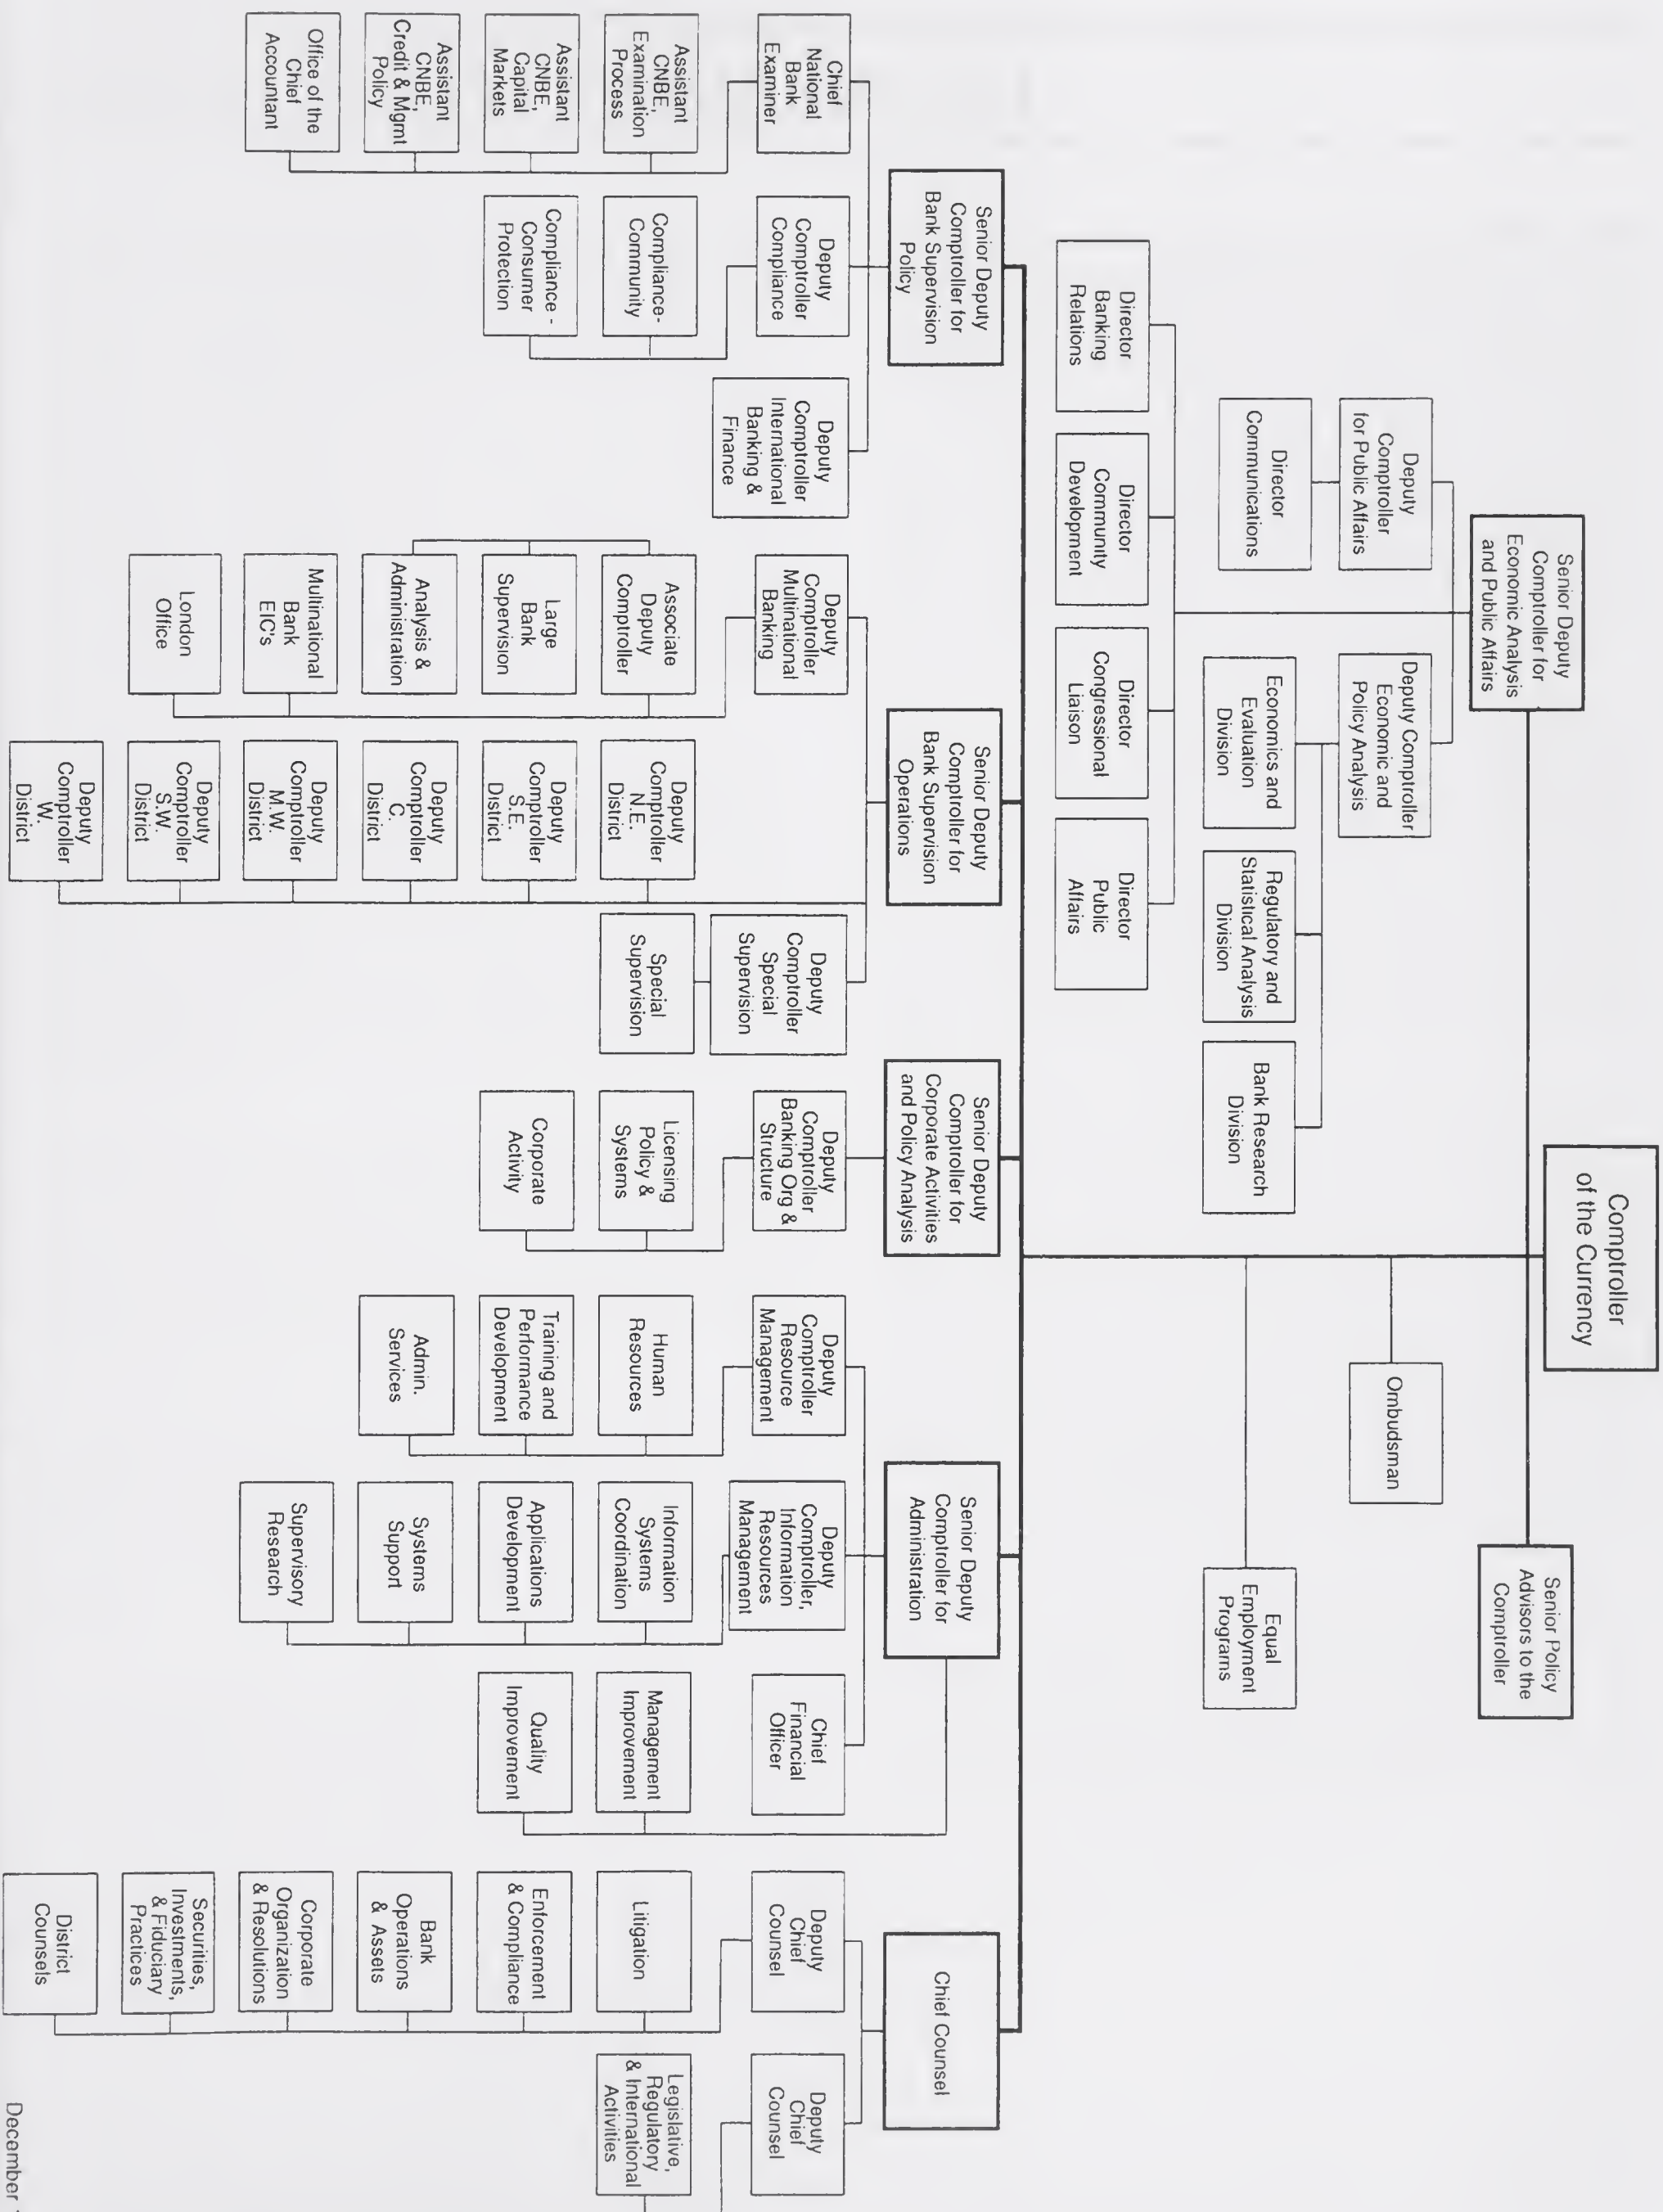 Comptroller
of the Currency
Senior Deputy
Comptroller for
Economic Analysis
and Public Affairs
Senior Policy
Advisors to the
Comptroller
Deputy
Comptroller
for Public Affairs
Deputy Comptroller
Economic and
Policy Analysis
Ombudsman
Director
Communications
Economics and
Evaluation
Division
Regulatory and
Statistical Analysis
Division
Bank Research
Division
Equal
Employment
Programs
Director
Banking
Relations
Director
Community
Development
Director
Congressional
Liaison
Director
Public
Affairs
Senior Deputy
Comptroller for
Bank Supervision
Policy
Senior Deputy
Comptroller for
Bank Supervision
Operations
Senior Deputy
Comptroller for
Corporate Activities
and Policy Analysis
Senior Deputy
Comptroller for
Administration
Chief Counsel
Chief
National
Bank
Examiner
Deputy
Comptroller
Compliance
Deputy
Comptroller
International
Banking &
Finance
Deputy
Comptroller
Multinational
Banking
Deputy
Comptroller
Special
Supervision
Deputy
Comptroller
Banking Org &
Structure
Deputy
Comptroller
Resource
Management
Deputy
Comptroller,
Information
Resources
Management
Chief
Financial
Officer
Deputy
Chief
Counsel
Deputy
Chief
Counsel
Assistant
CNBE,
Examination
Process
Compliance-
Community
Associate
Deputy
Comptroller
Deputy
Comptroller
N.E.
District
Special
Supervision
Licensing
Policy &
Systems
Human
Resources
Information
Systems
Coordination
Management
Improvement
Litigation
Legislative,
Regulatory
& International
Activities
Assistant
CNBE,
Capital
Markets
Compliance -
Consumer
Protection
Large
Bank
Supervision
Deputy
Comptroller
S.E.
District
Corporate
Activity
Training and
Performance
Development
Applications
Development
Quality
Improvement
Enforcement
& Compliance
Assistant
CNBE,
Credit & Mgmt
Policy
Analysis &
Administration
Deputy
Comptroller
C.
District
Admin.
Services
Systems
Support
Bank
Operations
& Assets
Office of the
Chief
Accountant
Multinational
Bank
EIC's
Deputy
Comptroller
M.W.
District
Supervisory
Research
Corporate
Organization
& Resolutions
London
Office
Deputy
Comptroller
S.W.
District
Securities,
Investments,
& Fiduciary
Practices
Deputy
Comptroller
W.
District
District
Counsels
December